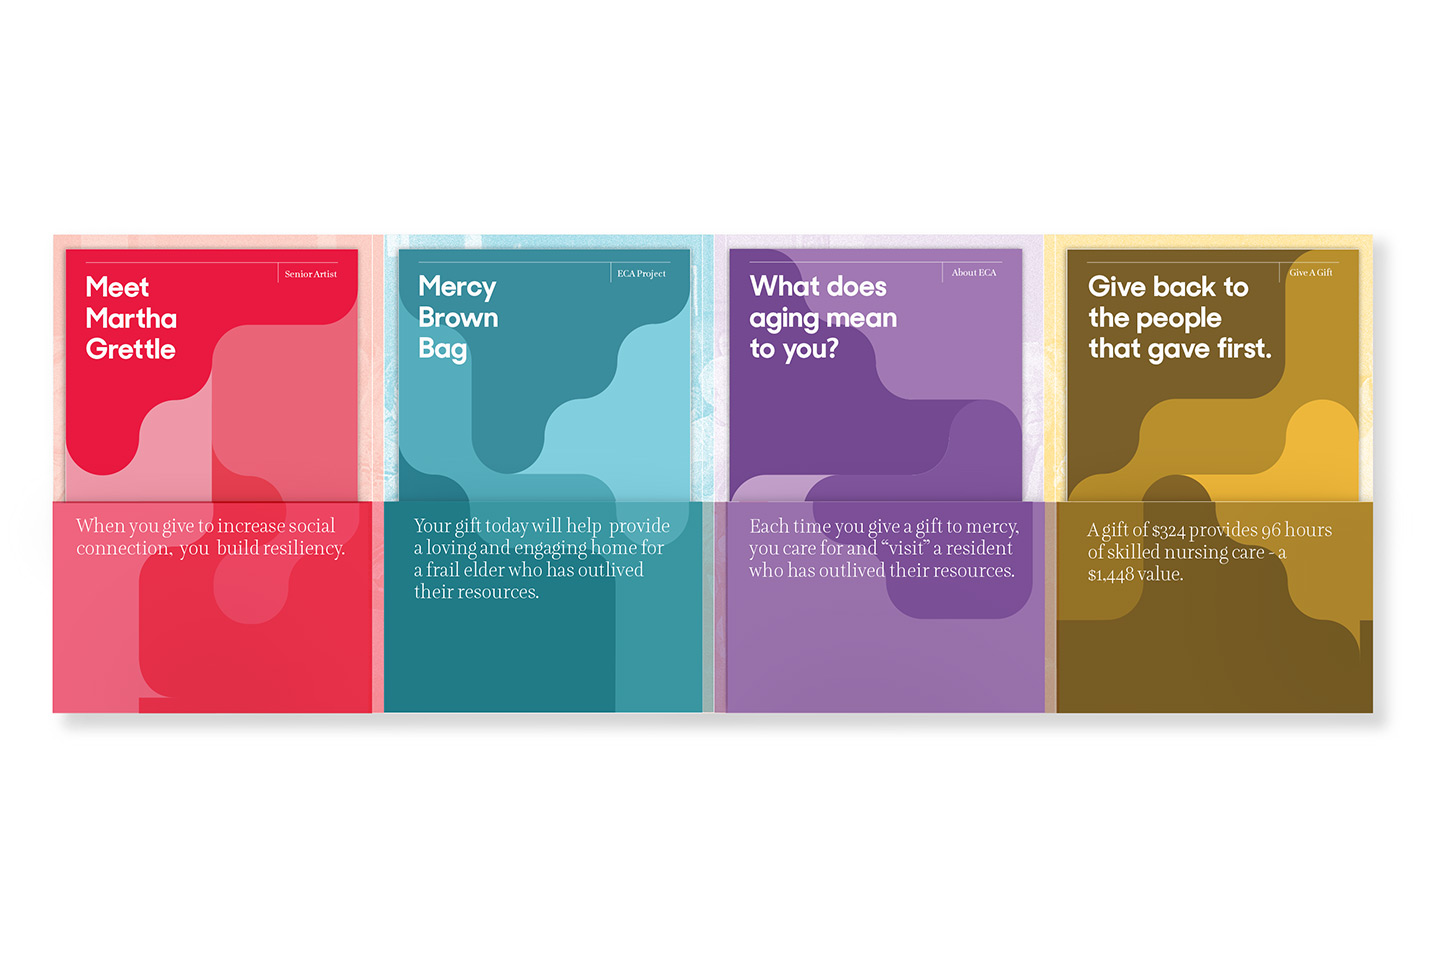 Senior Artist
Meet
Martha
Grettle
When you give to increase social
connection,  you  build resiliency.
ECA Project
Mercy
Brown
Bag
Your gift today will help  provide
a loving and engaging home for
a frail elder who has outlived
their resources.
About ECA
What does
aging mean
to you?
Each time you give a gift to mercy,
you care for and “visit” a resident
who has outlived their resources.
Give A Gift
Give back to
the people
that gave first.
A gift of $324 provides 96 hours
of skilled nursing care - a
$1,448 value.